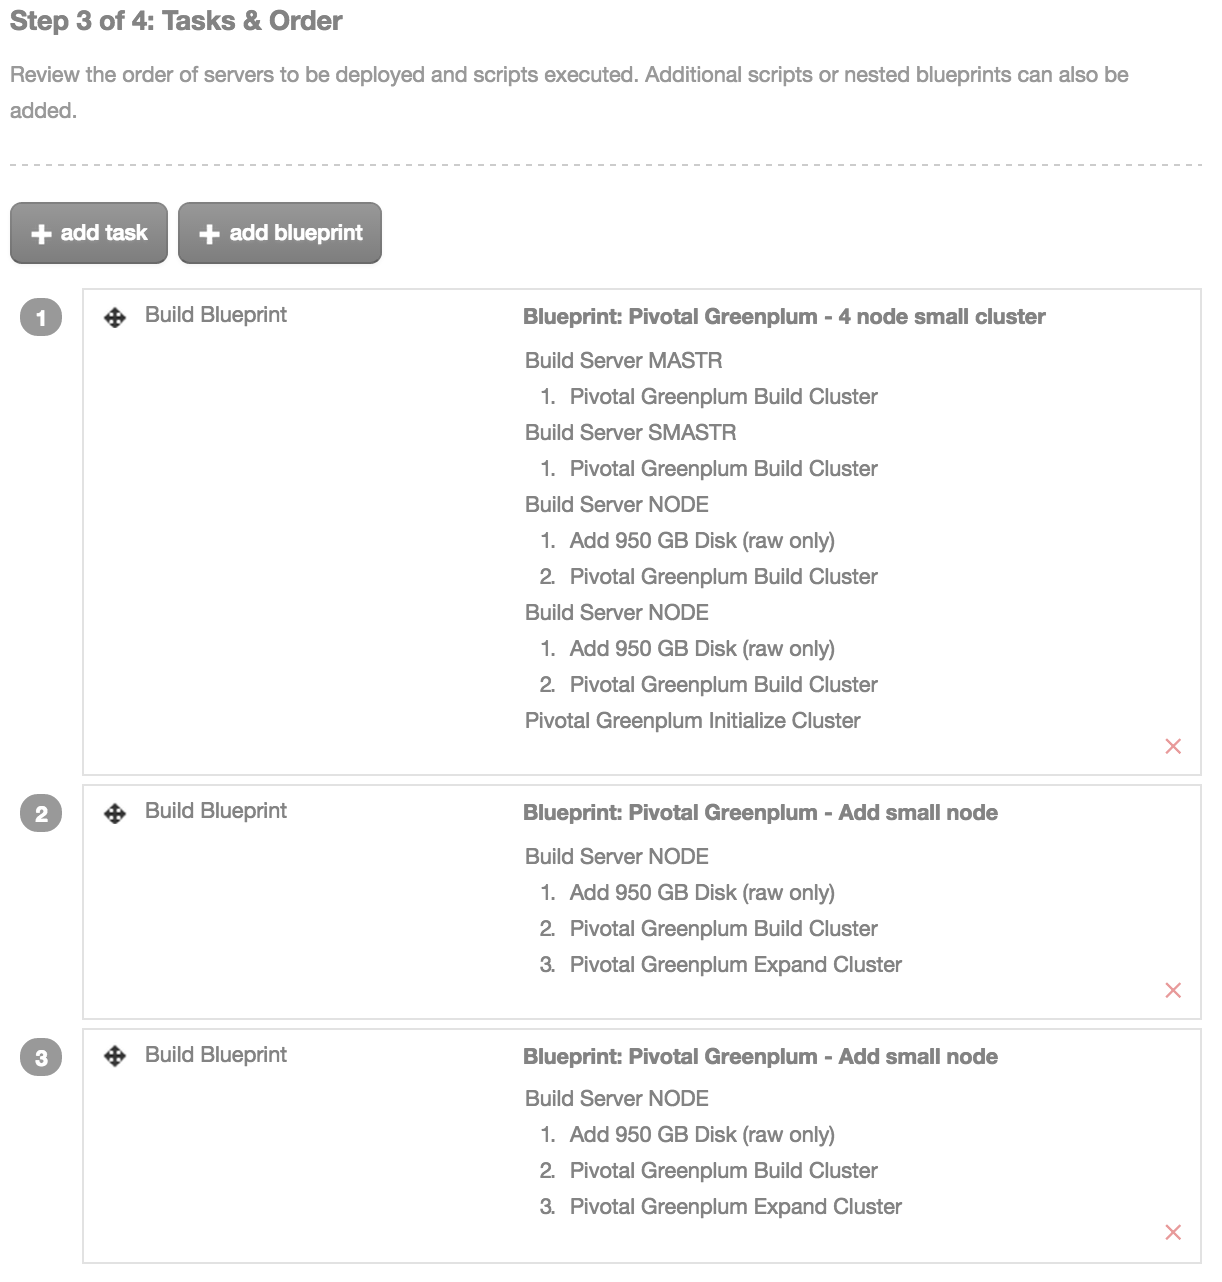 Step 3 of 4: Tasks & Order
Review the order of servers to be deployed and scripts executed. Additional scripts or nested blueprints can also be
added.
add task
add blueprint
1
Build Blueprint
Blueprint: Pivotal Greenplum - 4 node small cluster
Build Server MASTR
1. Pivotal Greenplum Build Cluster
Build Server SMASTR
1. Pivotal Greenplum Build Cluster
Build Server NODE
1. Add 950 GB Disk (raw only)
2. Pivotal Greenplum Build Cluster
Build Server NODE
1. Add 950 GB Disk (raw only)
2. Pivotal Greenplum Build Cluster
Pivotal Greenplum Initialize Cluster
2
Build Blueprint
Blueprint: Pivotal Greenplum - Add small node
Build Server NODE
1. Add 950 GB Disk (raw only)
2. Pivotal Greenplum Build Cluster
3. Pivotal Greenplum Expand Cluster
3
Build Blueprint
Blueprint: Pivotal Greenplum - Add small node
Build Server NODE
1. Add 950 GB Disk (raw only)
2. Pivotal Greenplum Build Cluster
3. Pivotal Greenplum Expand Cluster